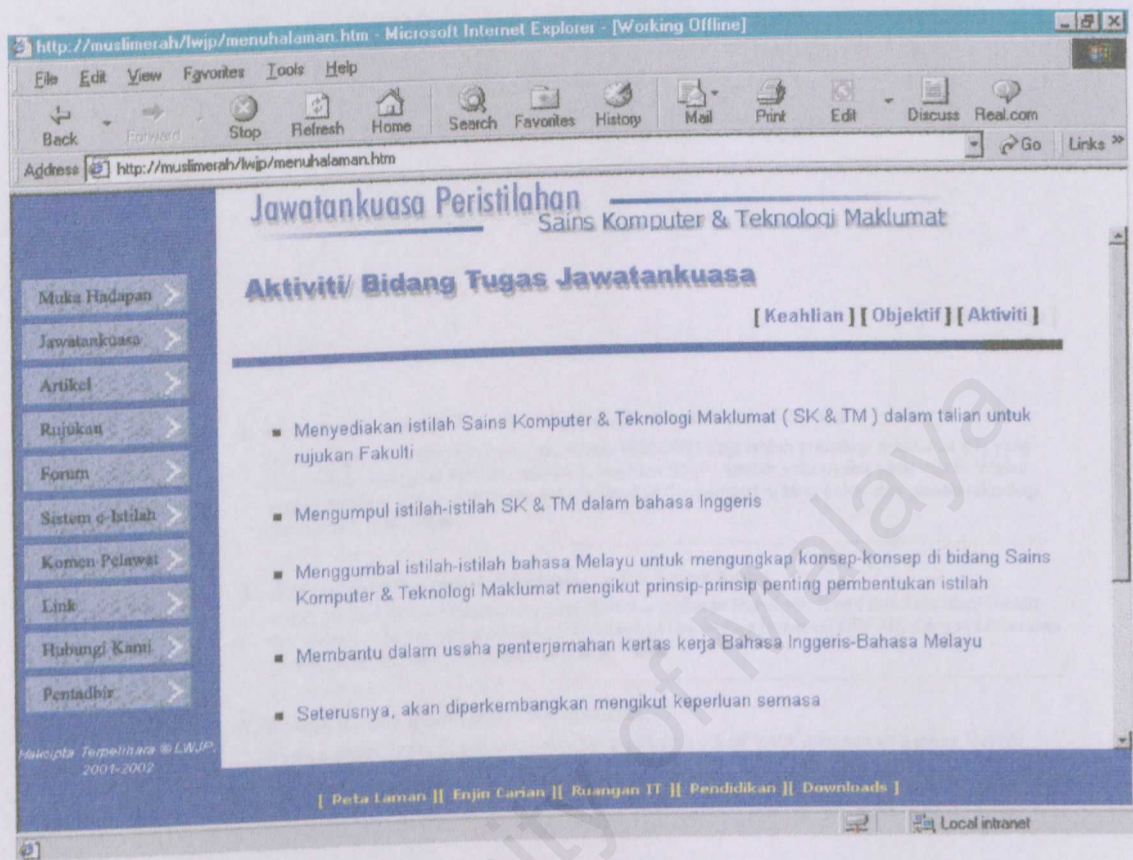 http://muslimerah/lwjp/menuhalaman.htm - Microsoft Internet Explorer - [Working Offline]
File Edit View Favorites Tools Help
Back Forward Stop Refresh Home Search Favorites History Mail Print Edit Discuss Real.com
Address http://muslimerah/lwjp/menuhalaman.htm Go Links »
Jawatankuasa Peristilahan
Sains Komputer & Teknologi Maklumat
Aktiviti/ Bidang Tugas Jawatankuasa
[ Keahlian ] [ Objektif ] [ Aktiviti ]
Muka Hadapan
Jawatankuasa
Artikel
Rujukan
Forum
Sistem e-Istilah
Komen Pelawat
Link
Hubungi Kami
Pentadbir
Hakcipta Terpelihara © LWJP,
2001-2002
Menyediakan istilah Sains Komputer & Teknologi Maklumat ( SK & TM ) dalam talian untuk
rujukan Fakulti
Mengumpul istilah-istilah SK & TM dalam bahasa Inggeris
Menggumbal istilah-istilah bahasa Melayu untuk mengungkap konsep-konsep di bidang Sains
Komputer & Teknologi Maklumat mengikut prinsip-prinsip penting pembentukan istilah
Membantu dalam usaha penterjemahan kertas kerja Bahasa Inggeris-Bahasa Melayu
Seterusnya, akan diperkembangkan mengikut keperluan semasa
[ Peta Laman ][ Enjin Carian ][ Ruangan IT ][ Pendidikan ][ Downloads ]
Local intranet
ity of Malaya